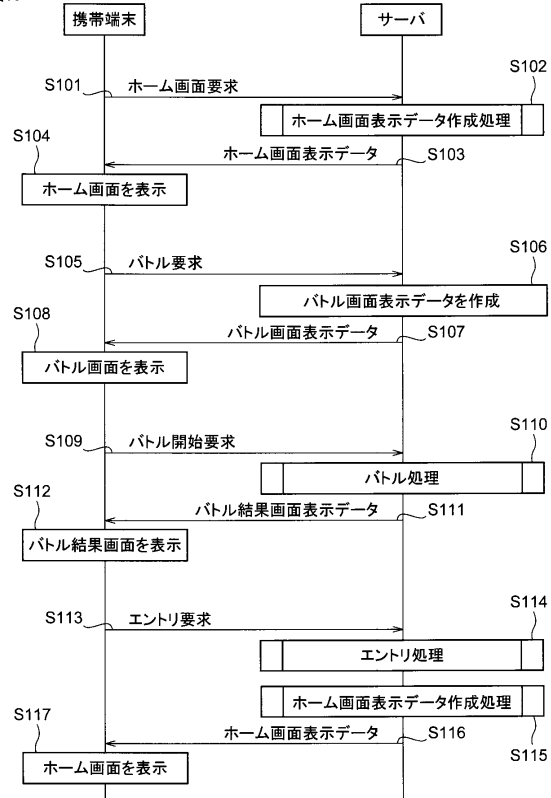 携帯端末
サーバ
S101
ホーム画面要求
S102
ホーム画面表示データ作成処理
S104
ホーム画面表示データ
S103
ホーム画面を表示
S105
バトル要求
S106
バトル画面表示データを作成
S108
バトル画面表示データ
S107
バトル画面を表示
S109
バトル開始要求
S110
バトル処理
S112
バトル結果画面表示データ
S111
バトル結果画面を表示
S113
エントリ要求
S114
エントリ処理
ホーム画面表示データ作成処理
S117
ホーム画面表示データ
S116
S115
ホーム画面を表示